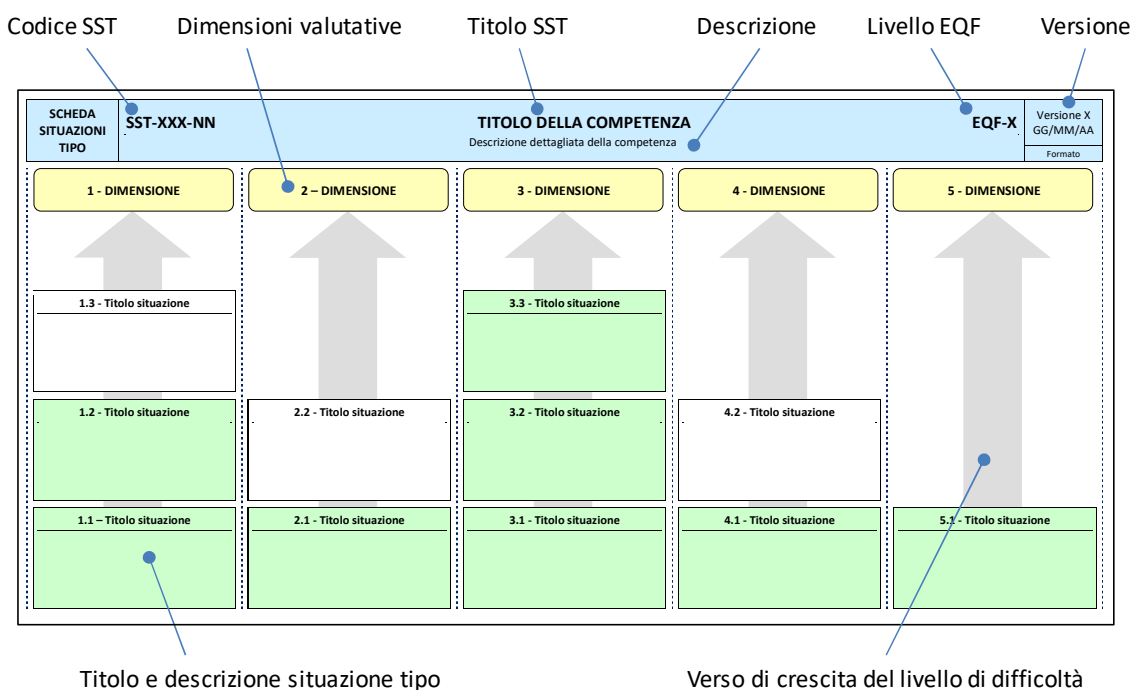 Codice SST
Dimensioni valutative
Titolo SST
Descrizione
Livello EQF
Versione
SCHEDA
SITUAZIONI
TIPO
SST-XXX-NN
TITOLO DELLA COMPETENZA
Descrizione dettagliata della competenza
EQF-X
Versione X
GG/MM/AA
Formato
1 - DIMENSIONE
2 – DIMENSIONE
3 - DIMENSIONE
4 - DIMENSIONE
5 - DIMENSIONE
1.3 - Titolo situazione
3.3 - Titolo situazione
1.2 - Titolo situazione
2.2 - Titolo situazione
3.2 - Titolo situazione
4.2 - Titolo situazione
1.1 – Titolo situazione
2.1 - Titolo situazione
3.1 - Titolo situazione
4.1 - Titolo situazione
5.1 - Titolo situazione
Titolo e descrizione situazione tipo
Verso di crescita del livello di difficoltà